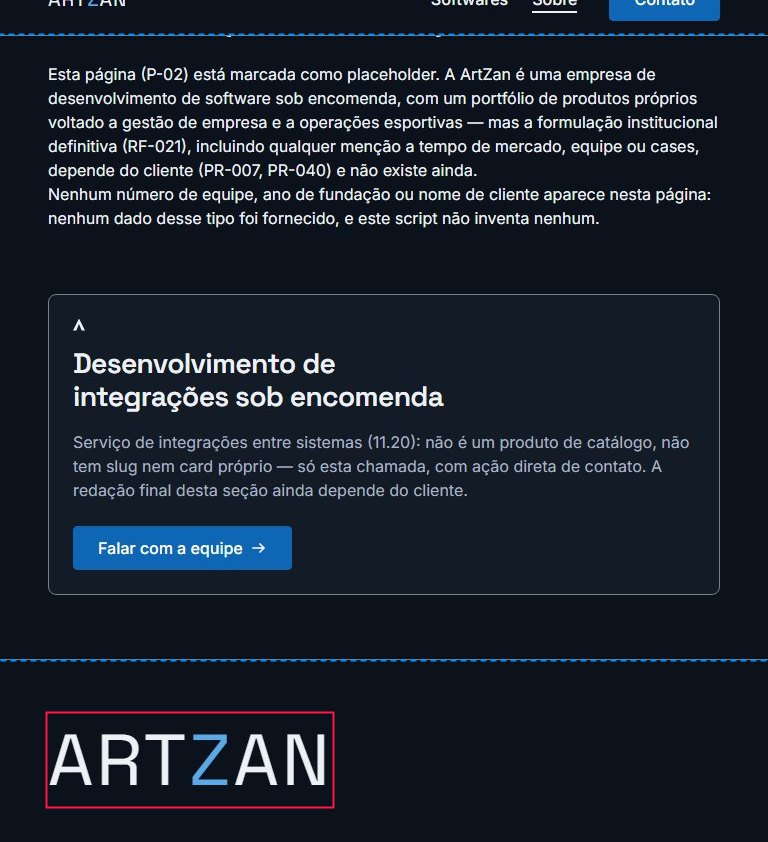 ARTZAN
Softwares
Sobre
Contato
Esta página (P-02) está marcada como placeholder. A ArtZan é uma empresa de
desenvolvimento de software sob encomenda, com um portfólio de produtos próprios
voltado a gestão de empresa e a operações esportivas — mas a formulação institucional
definitiva (RF-021), incluindo qualquer menção a tempo de mercado, equipe ou cases,
depende do cliente (PR-007, PR-040) e não existe ainda.
Nenhum número de equipe, ano de fundação ou nome de cliente aparece nesta página:
nenhum dado desse tipo foi fornecido, e este script não inventa nenhum.
Desenvolvimento de
integrações sob encomenda
Serviço de integrações entre sistemas (11.20): não é um produto de catálogo, não
tem slug nem card próprio — só esta chamada, com ação direta de contato. A
redação final desta seção ainda depende do cliente.
Falar com a equipe →
ARTZAN